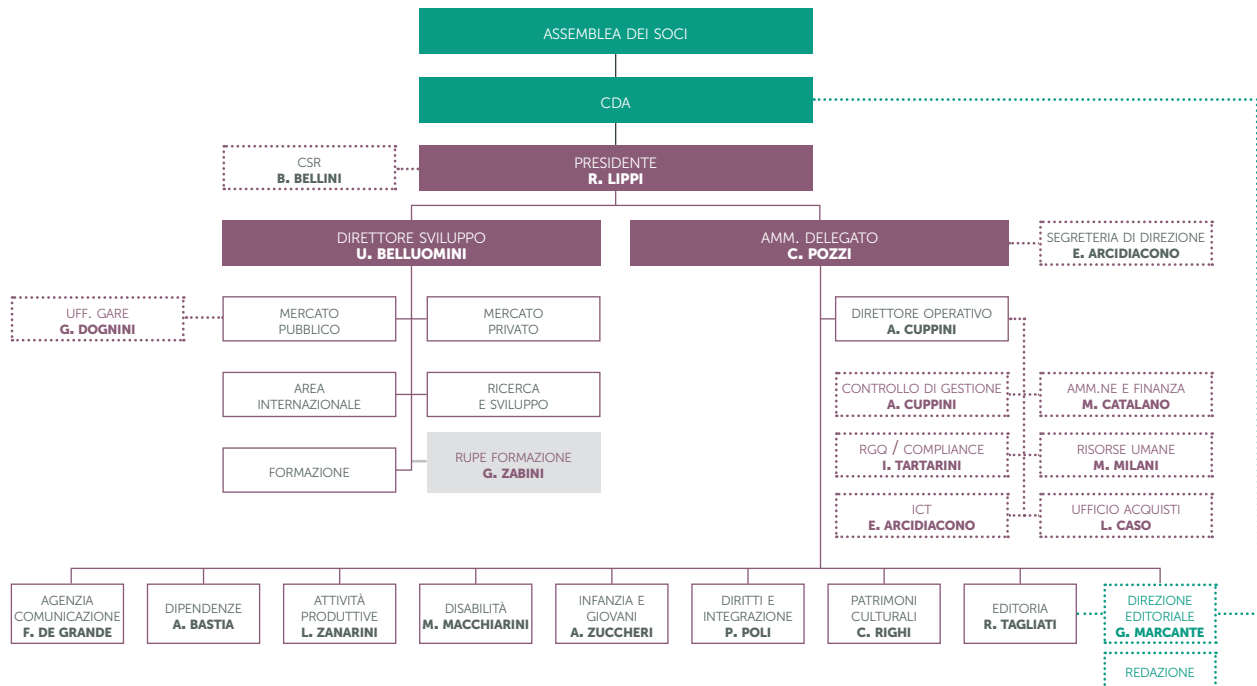 ASSEMBLEA DEI SOCI
CDA
CSR
B. BELLINI
PRESIDENTE
R. LIPPI
DIRETTORE SVILUPPO
U. BELLUOMINI
AMM. DELEGATO
C. POZZI
SEGRETERIA DI DIREZIONE
E. ARCIDIACONO
UFF. GARE
G. DOGNINI
MERCATO
PUBBLICO
MERCATO
PRIVATO
DIRETTORE OPERATIVO
A. CUPPINI
AREA
INTERNAZIONALE
RICERCA
E SVILUPPO
CONTROLLO DI GESTIONE
A. CUPPINI
AMM.NE E FINANZA
M. CATALANO
FORMAZIONE
RUPE FORMAZIONE
G. ZABINI
RGQ / COMPLIANCE
I. TARTARINI
RISORSE UMANE
M. MILANI
ICT
E. ARCIDIACONO
UFFICIO ACQUISTI
L. CASO
AGENZIA
COMUNICAZIONE
F. DE GRANDE
DIPENDENZE
A. BASTIA
ATTIVITÀ
PRODUTTIVE
L. ZANARINI
DISABILITÀ
M. MACCHIARINI
INFANZIA E
GIOVANI
A. ZUCCHERI
DIRITTI E
INTEGRAZIONE
P. POLI
PATRIMONI
CULTURALI
C. RIGHI
EDITORIA
R. TAGLIATI
DIREZIONE
EDITORIALE
G. MARCANTE
REDAZIONE